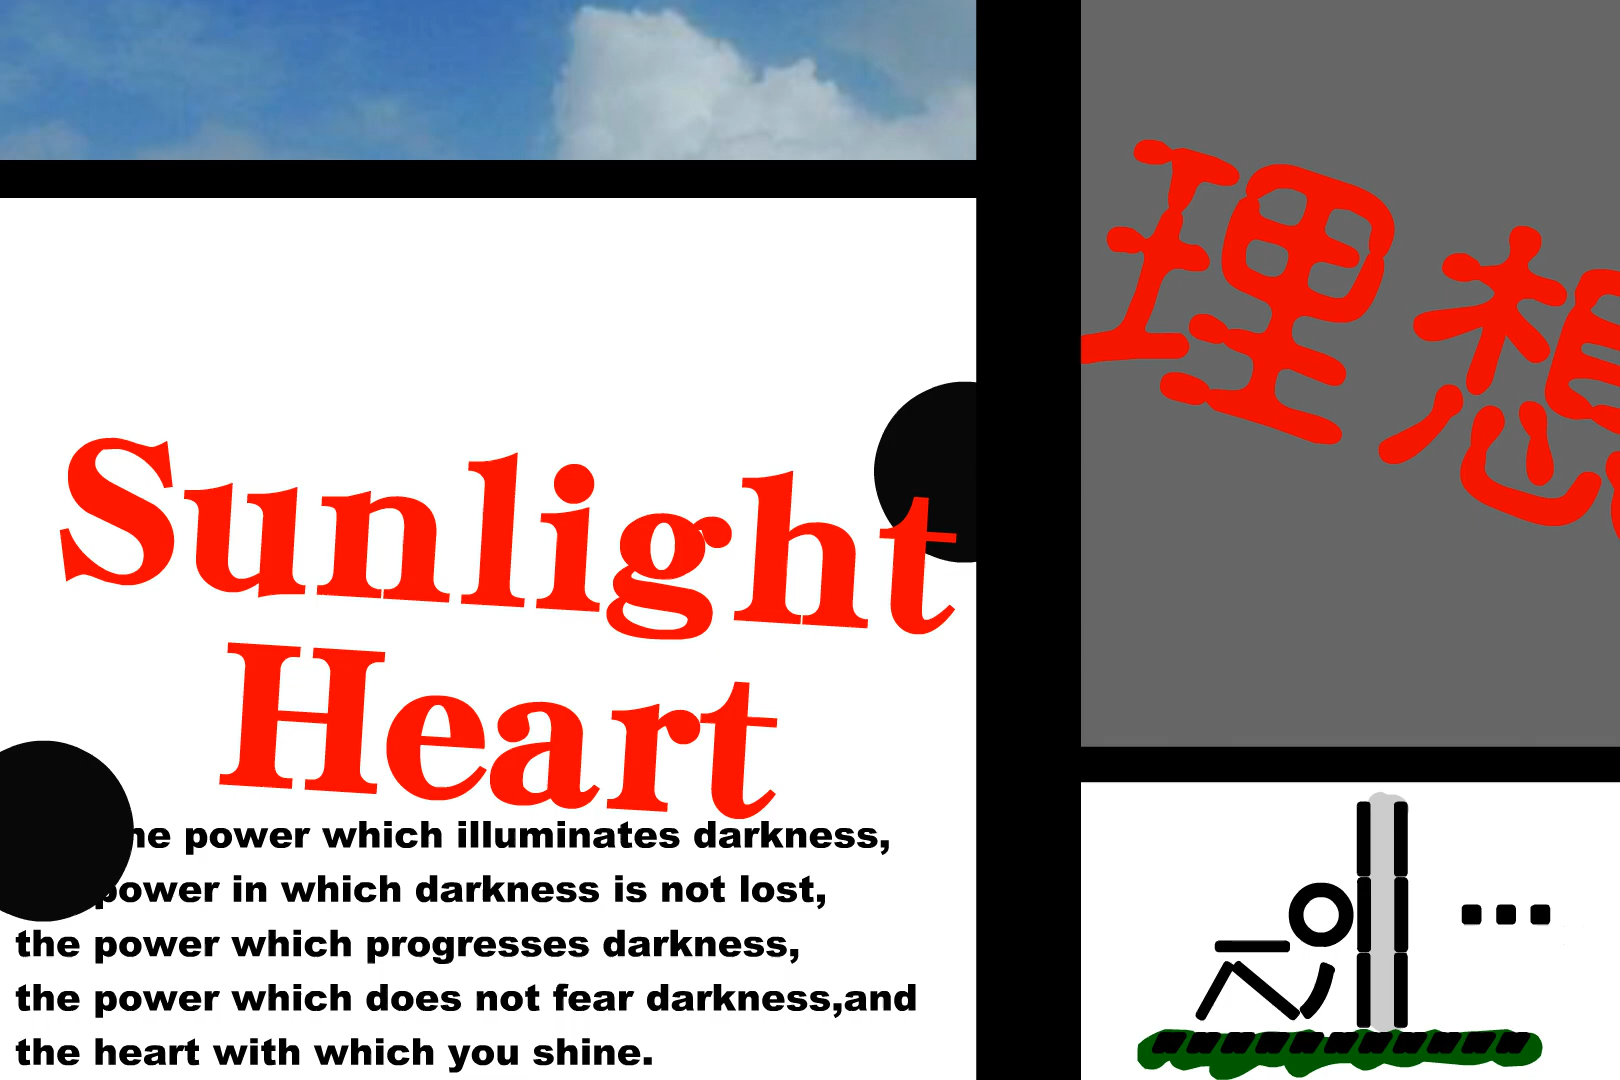 Sunlight
Heart
he power which illuminates darkness,
power in which darkness is not lost,
the power which progresses darkness,
the power which does not fear darkness,and
the heart with which you shine.
理想
...